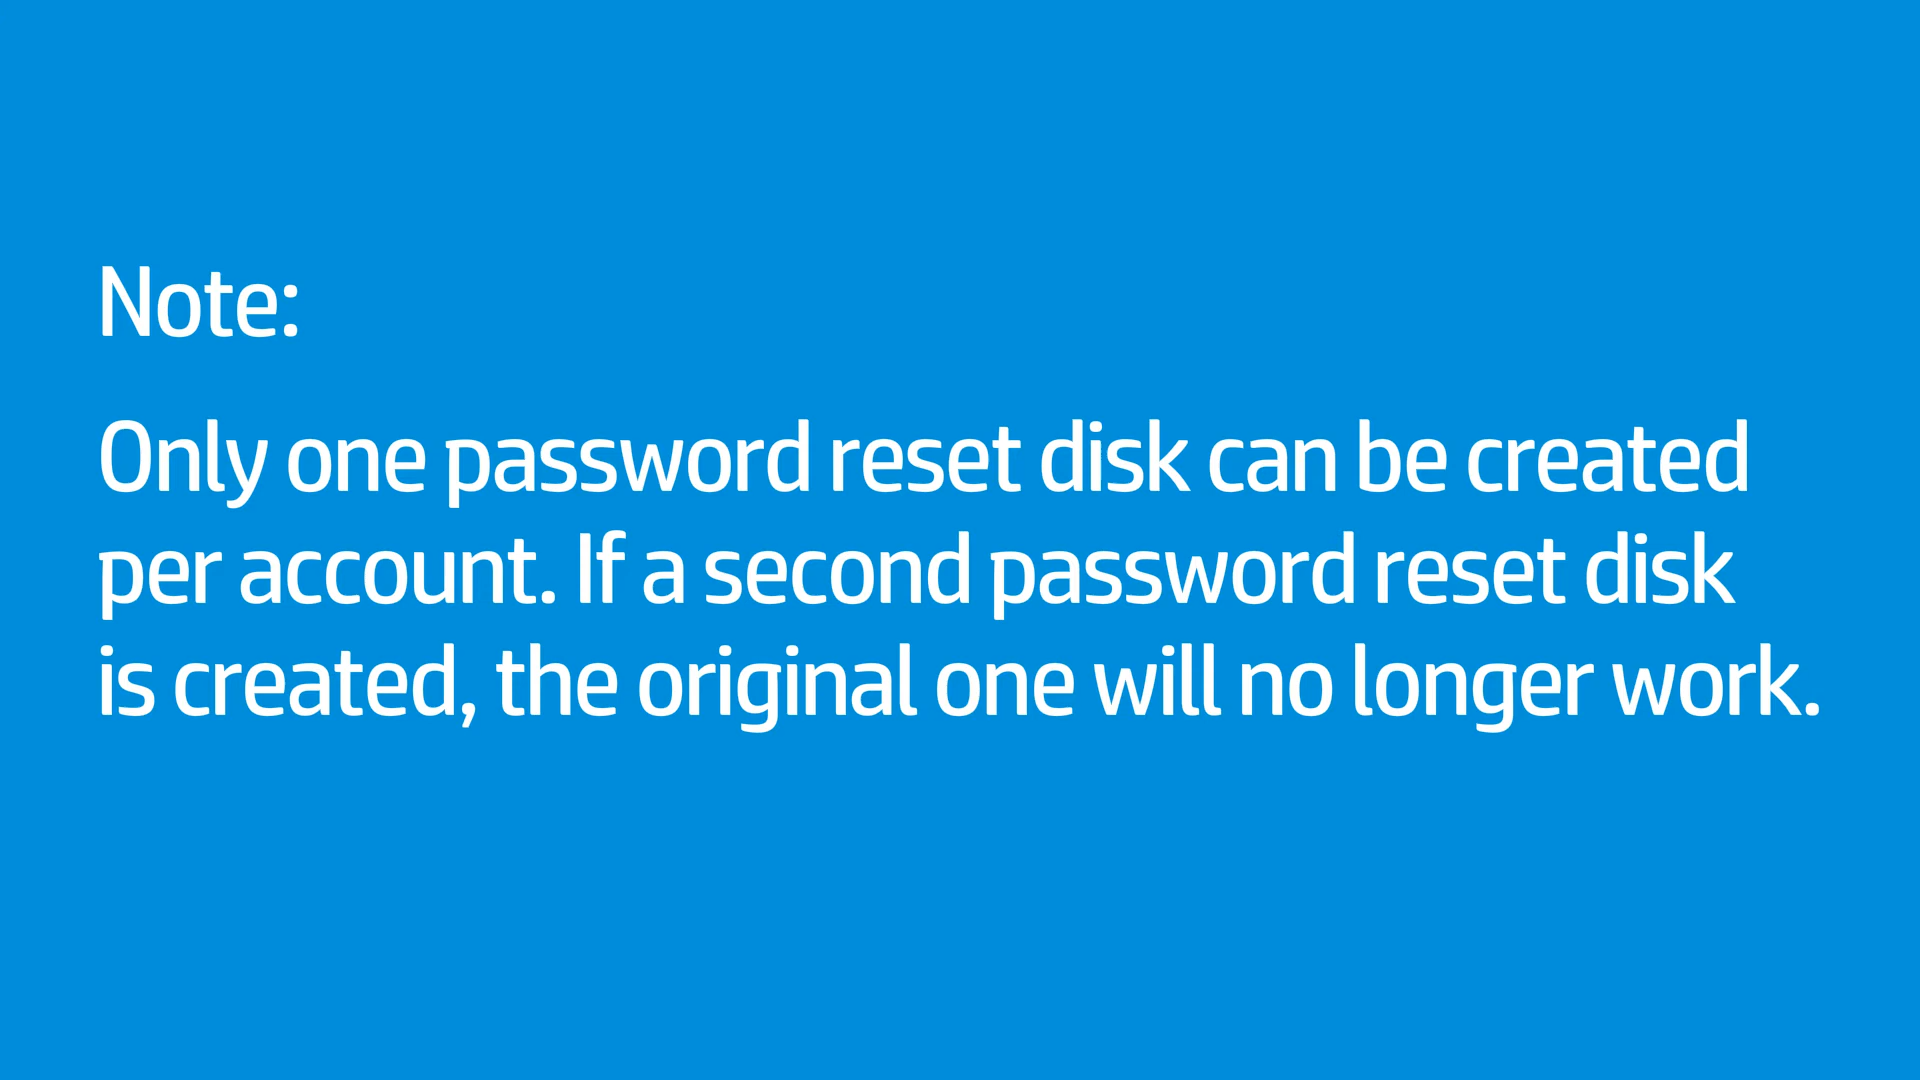 Note:
Only one password reset disk can be created
per account. If a second password reset disk
is created, the original one will no longer work.